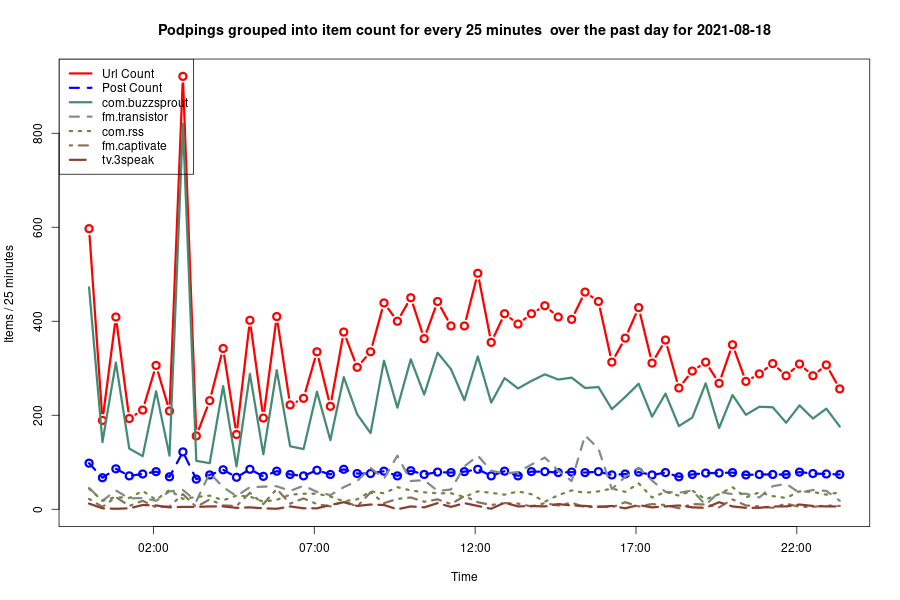 Podpings grouped into item count for every 25 minutes  over the past day for 2021-08-18
Url Count
Post Count
com.buzzsprout
fm.transistor
com.rss
fm.captivate
tv.3speak
Items / 25 minutes
800
600
400
200
0
02:00
07:00
12:00
17:00
22:00
Time